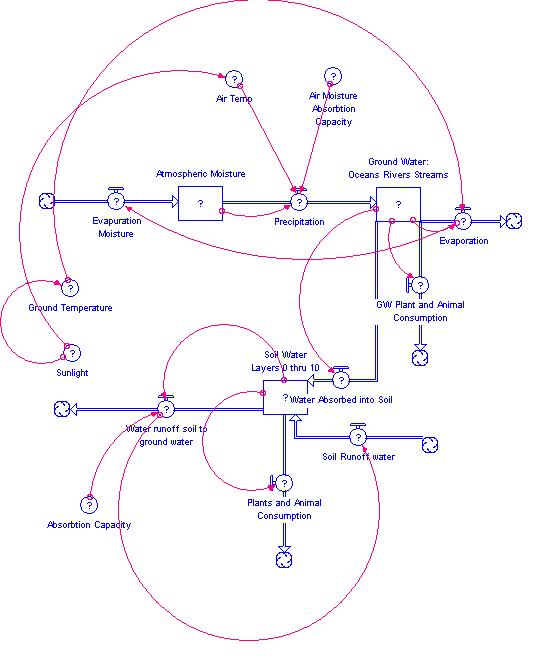 ?
?
Air Temp
Air Moisture
Absorbtion
Capacity
Atmospheric Moisture
Ground Water:
Oceans Rivers Streams
?
?
?
?
?
Evapuration
Moisture
Precipitation
Evaporation
?
?
Ground Temperature
GW Plant and Animal
Consumption
?
Sunlight
Soil Water
Layers 0 thru 10
?
?
Water Absorbed into Soil
?
Water runoff soil to
ground water
?
Soil Runoff water
?
Plants and Animal
Consumption
?
Absorbtion Capacity